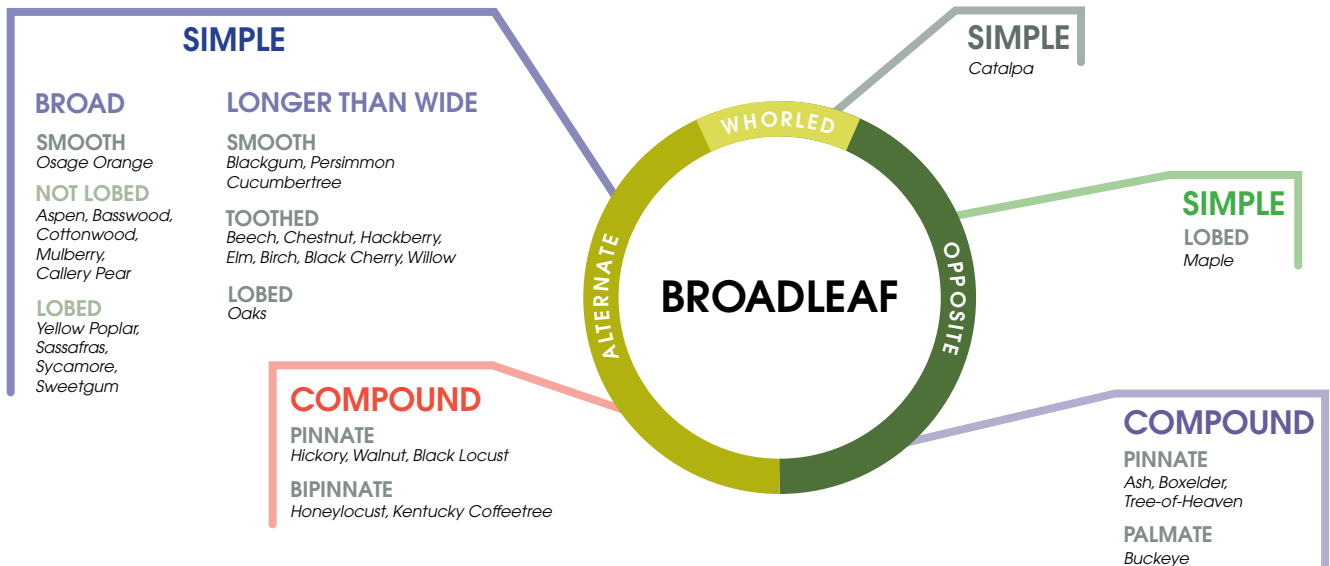 SIMPLE
BROAD
SMOOTH
Osage Orange
NOT LOBED
Aspen, Basswood,
Cottonwood,
Mulberry,
Callery Pear
LOBED
Yellow Poplar,
Sassafras,
Sycamore,
Sweetgum
LONGER THAN WIDE
SMOOTH
Blackgum, Persimmon
Cucumbertree
TOOTHED
Beech, Chestnut, Hackberry,
Elm, Birch, Black Cherry, Willow
LOBED
Oaks
COMPOUND
PINNATE
Hickory, Walnut, Black Locust
BIPINNATE
Honeylocust, Kentucky Coffeetree
ALTERNATE
WHORLED
OPPOSITE
BROADLEAF
SIMPLE
Catalpa
SIMPLE
LOBED
Maple
COMPOUND
PINNATE
Ash, Boxelder,
Tree-of-Heaven
PALMATE
Buckeye